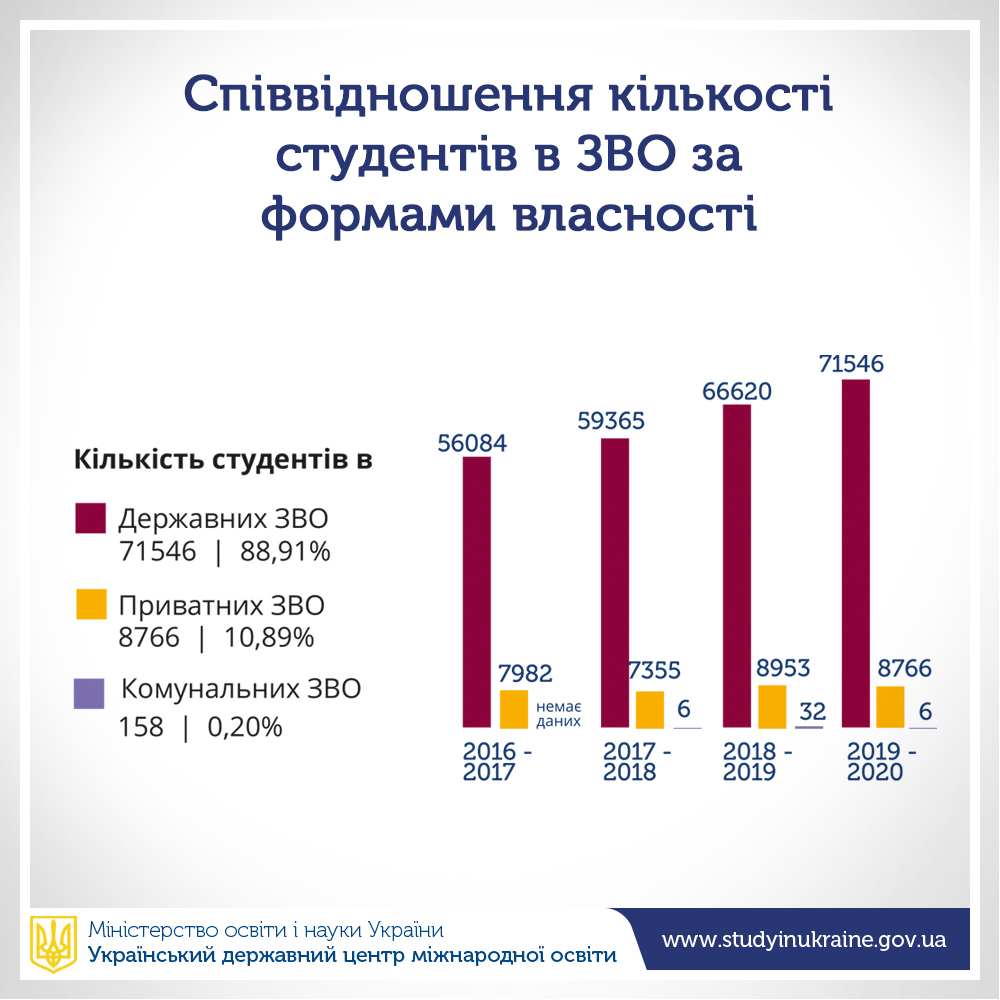 Співвідношення кількості
студентів в ЗВО за
формами власності
Кількість студентів в
Державних ЗВО
71546 | 88,91%
Приватних ЗВО
8766 | 10,89%
Комунальних ЗВО
158 | 0,20%
56084
59365
66620
71546
7982
7355
8953
8766
немає
даних
6
32
6
2016 -
2017
2017 -
2018
2018 -
2019
2019 -
2020
Міністерство освіти і науки України
Український державний центр міжнародної освіти
www.studyinukraine.gov.ua